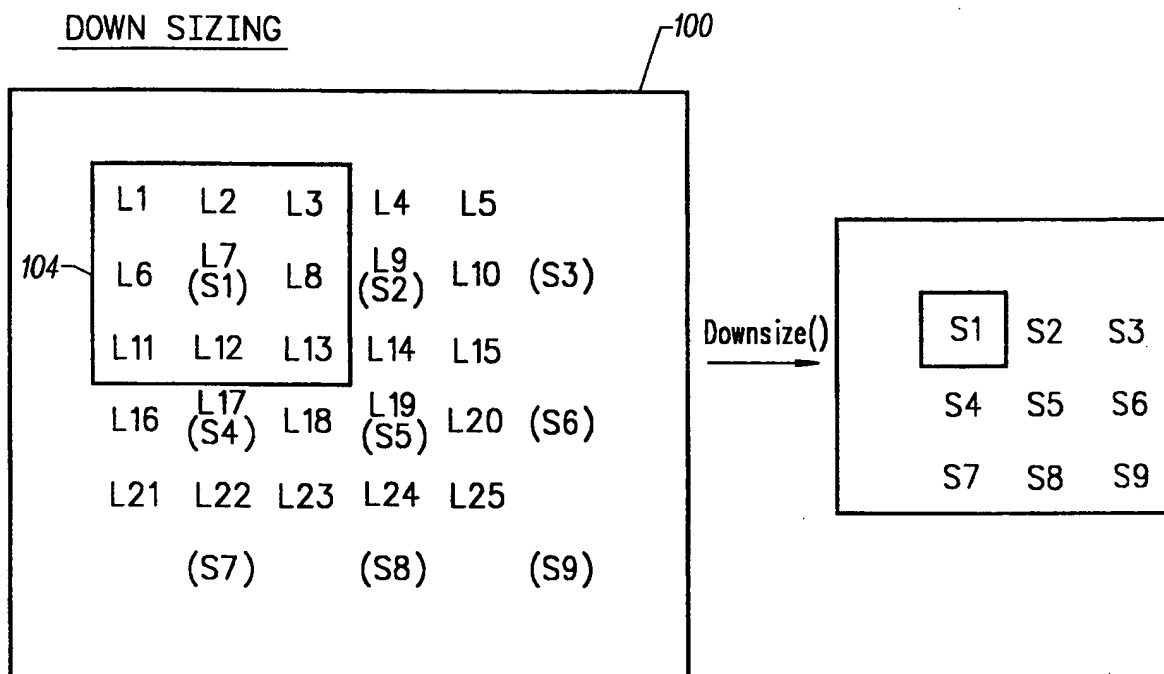 DOWN SIZING
100
L1 L2 L3 L4 L5
104
L6 L7 (S1) L8 L9 (S2) L10 (S3)
L11 L12 L13 L14 L15
L16 L17 (S4) L18 L19 (S5) L20 (S6)
L21 L22 L23 L24 L25
(S7) (S8) (S9)
Downsize()
S1 S2 S3
S4 S5 S6
S7 S8 S9